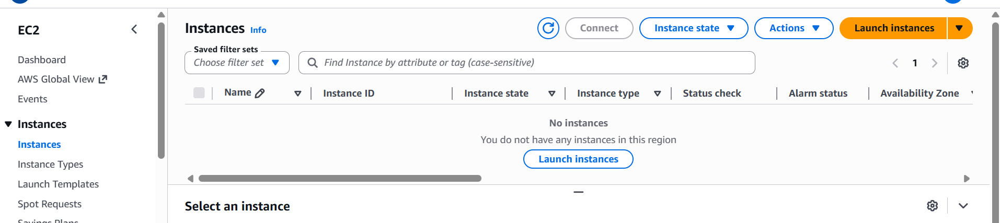 EC2
Dashboard
AWS Global View
Events
Instances
Instances
Instance Types
Launch Templates
Spot Requests
Savings Plans
Instances Info
Connect
Instance state
Actions
Launch instances
Saved filter sets
Choose filter set
Find Instance by attribute or tag (case-sensitive)
1
Name
Instance ID
Instance state
Instance type
Status check
Alarm status
Availability Zone
No instances
You do not have any instances in this region
Launch instances
Select an instance